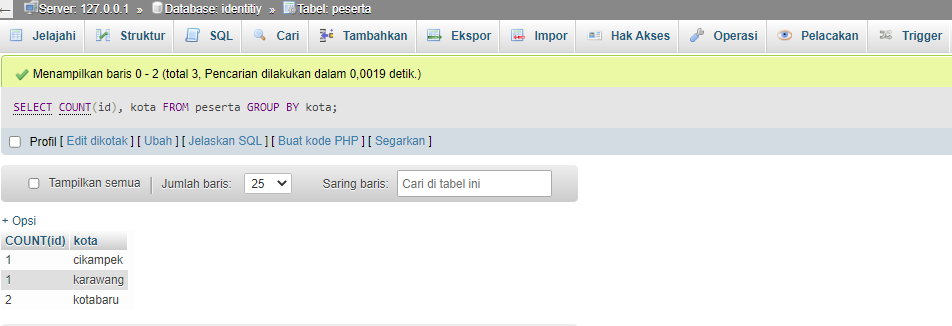 Server: 127.0.0.1 » Database: identitiy » Tabel: peserta
Jelajahi Struktur SQL Cari Tambahkan Ekspor Impor Hak Akses Operasi Pelacakan Trigger
Menampilkan baris 0 - 2 (total 3, Pencarian dilakukan dalam 0,0019 detik.)
SELECT COUNT(id), kota FROM peserta GROUP BY kota;
Profil [ Edit dikotak ] [ Ubah ] [ Jelaskan SQL ] [ Buat kode PHP ] [ Segarkan ]
Tampilkan semua | Jumlah baris: 25 Saring baris: Cari di tabel ini
+ Opsi
COUNT(id) kota
1 cikampek
1 karawang
2 kotabaru